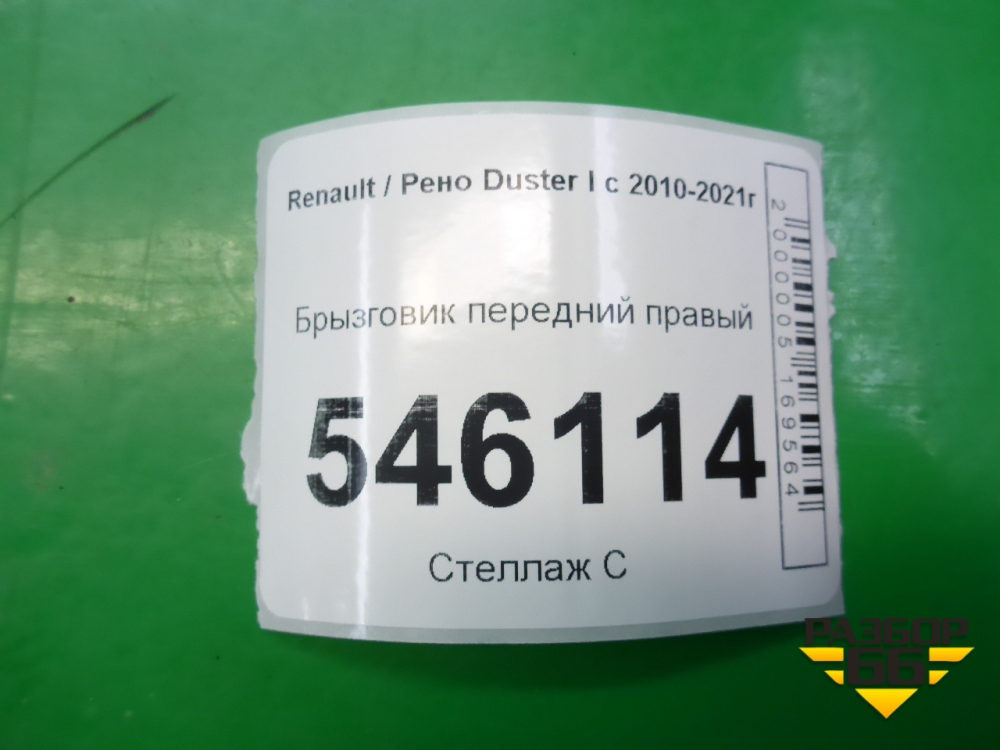 Renault / Рено Duster I с 2010-2021г
Брызговик передний правый
546114
Стеллаж С
2000005169564
РАЗБОР
66